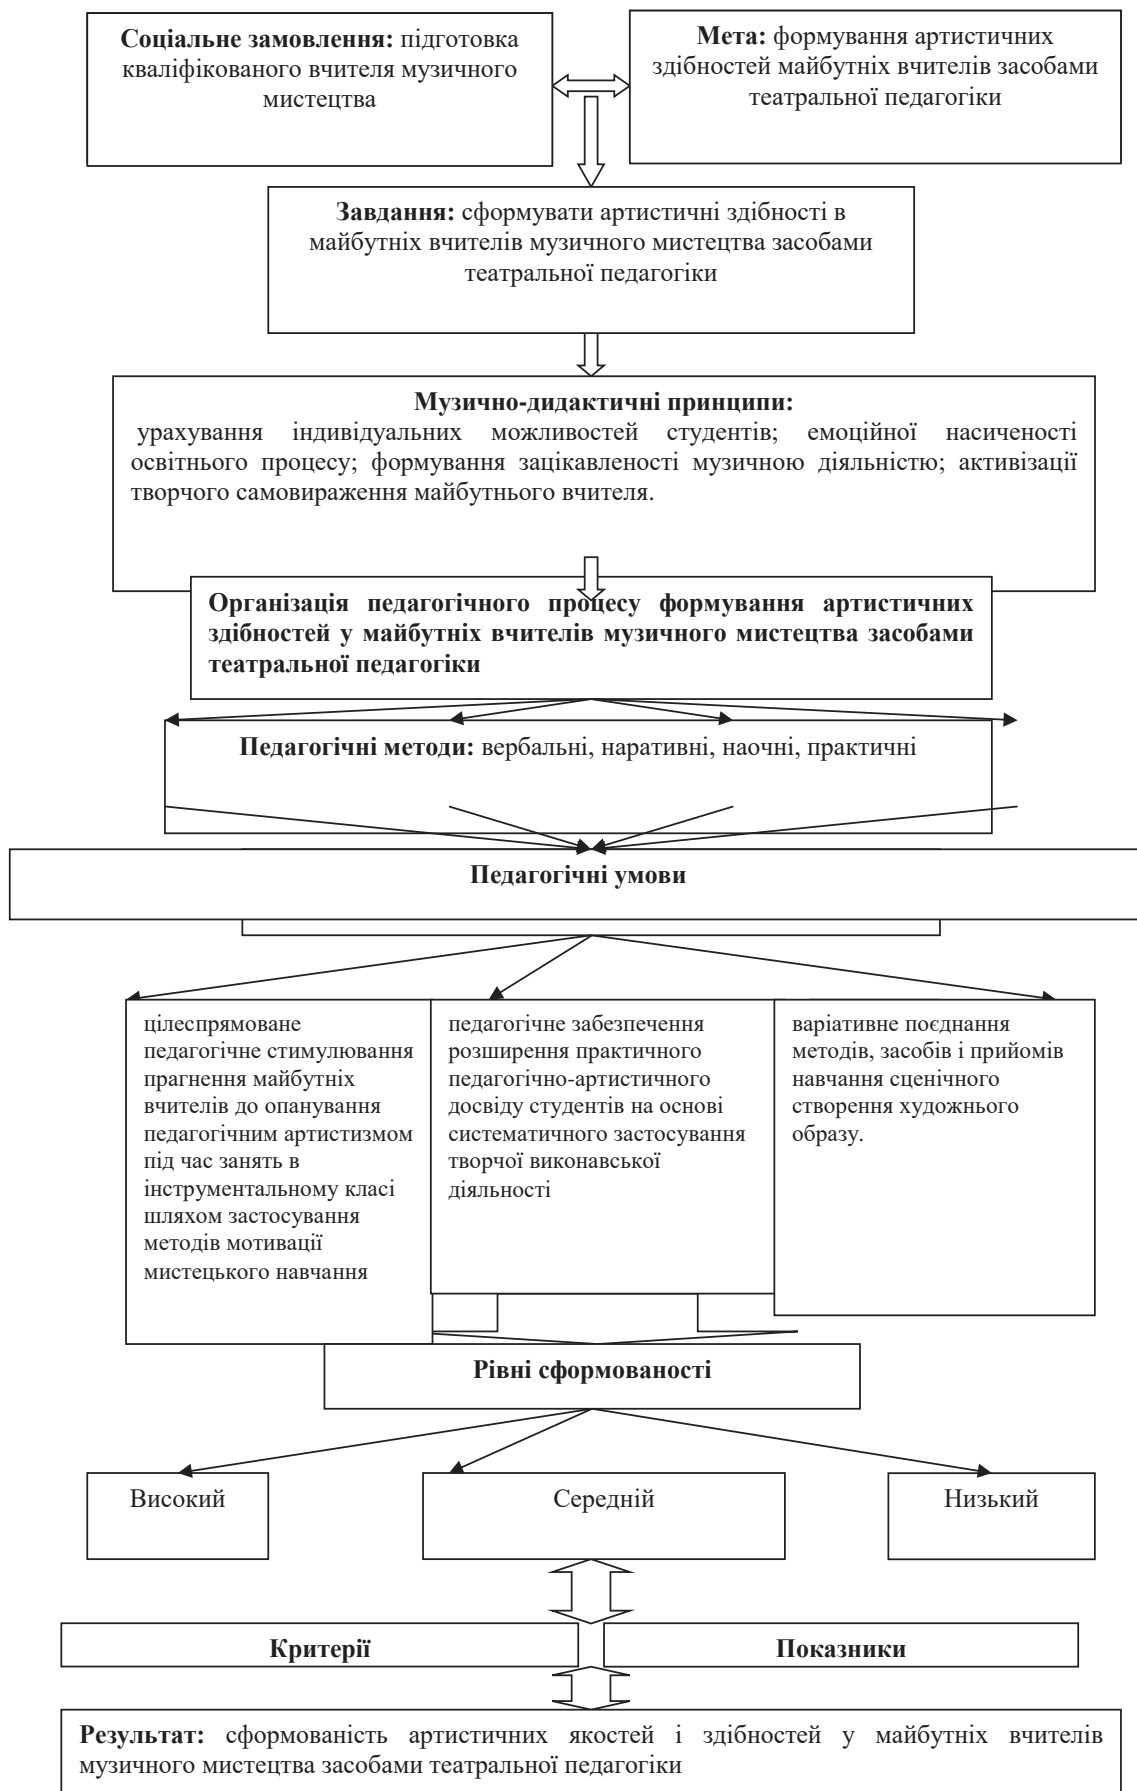 Соціальне замовлення: підготовка
кваліфікованого вчителя музичного
мистецтва
Мета: формування артистичних
здібностей майбутніх вчителів засобами
театральної педагогіки
Завдання: сформувати артистичні здібності в
майбутніх вчителів музичного мистецтва засобами
театральної педагогіки
Музично-дидактичні принципи:
урахування індивідуальних можливостей студентів; емоційної насиченості
освітнього процесу; формування зацікавленості музичною діяльністю; активізації
творчого самовираження майбутнього вчителя.
Організація педагогічного процесу формування артистичних
здібностей у майбутніх вчителів музичного мистецтва засобами
театральної педагогіки
Педагогічні методи: вербальні, наративні, наочні, практичні
Педагогічні умови
цілеспрямоване
педагогічне стимулювання
прагнення майбутніх
вчителів до опанування
педагогічним артистизмом
під час занять в
інструментальному класі
шляхом застосування
методів мотивації
мистецького навчання
педагогічне забезпечення
розширення практичного
педагогічно-артистичного
досвіду студентів на основі
систематичного застосування
творчої виконавської
діяльності
варіативне поєднання
методів, засобів і прийомів
навчання сценічного
створення художнього
образу.
Рівні сформованості
Високий
Середній
Низький
Критерії
Показники
Результат: сформованість артистичних якостей і здібностей у майбутніх вчителів
музичного мистецтва засобами театральної педагогіки